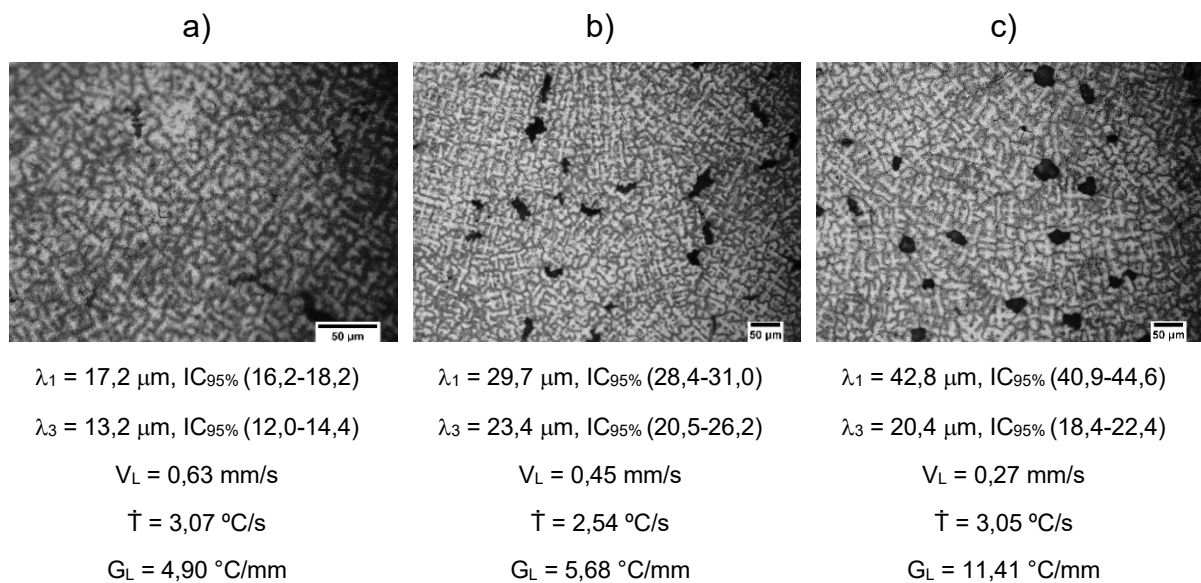 a)
b)
c)
50 µm
50 µm
50 µm
λ1 = 17,2 µm, IC95% (16,2-18,2)
λ1 = 29,7 µm, IC95% (28,4-31,0)
λ1 = 42,8 µm, IC95% (40,9-44,6)
λ3 = 13,2 µm, IC95% (12,0-14,4)
λ3 = 23,4 µm, IC95% (20,5-26,2)
λ3 = 20,4 µm, IC95% (18,4-22,4)
VL = 0,63 mm/s
VL = 0,45 mm/s
VL = 0,27 mm/s
Ṫ = 3,07 ºC/s
Ṫ = 2,54 ºC/s
Ṫ = 3,05 ºC/s
GL = 4,90 °C/mm
GL = 5,68 °C/mm
GL = 11,41 °C/mm